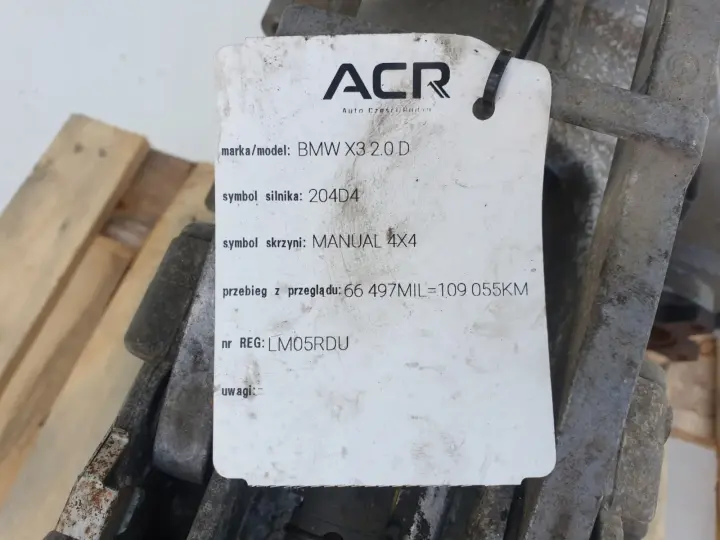 ACR
marka/model: BMW X3 2.0 D
symbol silnika: 204D4
symbol skrzyni: MANUAL 4X4
przebieg z przeglądu: 66 497MIL=109 055KM
nr REG: LM05RDU
uwagi: